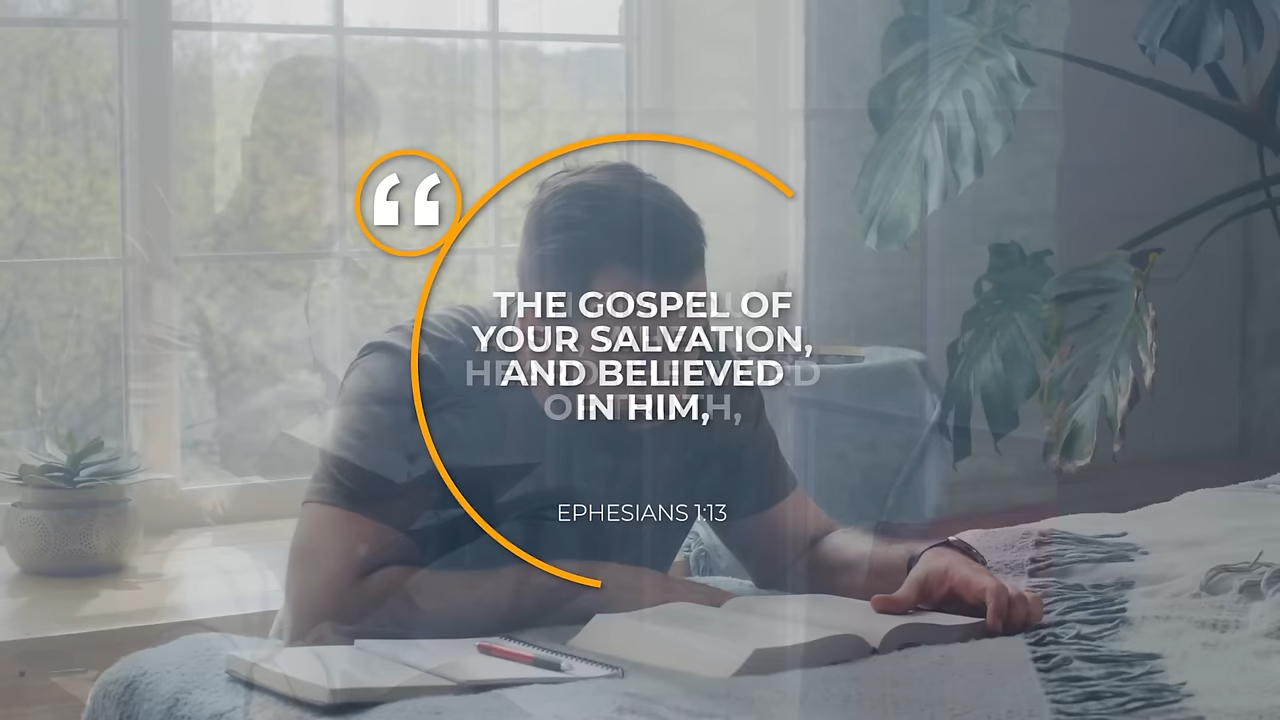 “
THE GOSPEL OF
YOUR SALVATION,
AND BELIEVED
IN HIM,
EPHESIANS 1:13